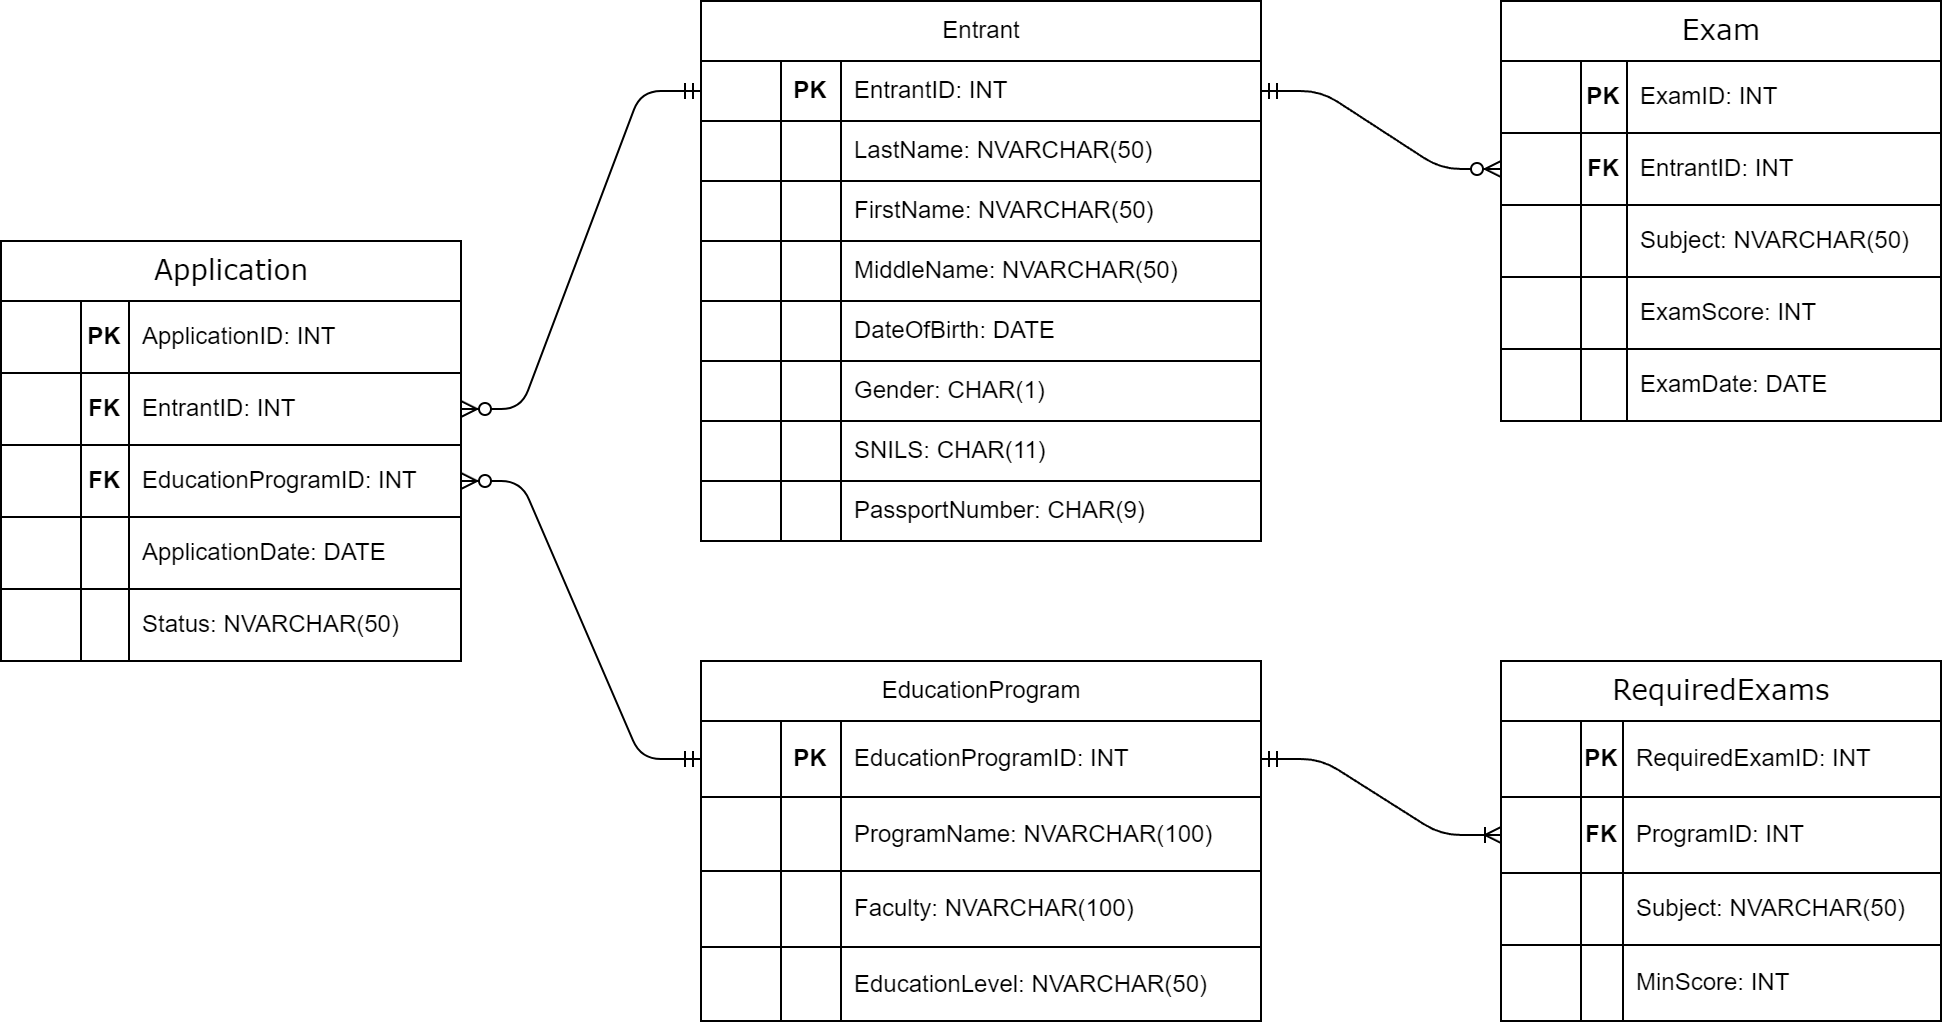 Entrant
PK EntrantID: INT
LastName: NVARCHAR(50)
FirstName: NVARCHAR(50)
MiddleName: NVARCHAR(50)
DateOfBirth: DATE
Gender: CHAR(1)
SNILS: CHAR(11)
PassportNumber: CHAR(9)
Exam
PK ExamID: INT
FK EntrantID: INT
Subject: NVARCHAR(50)
ExamScore: INT
ExamDate: DATE
Application
PK ApplicationID: INT
FK EntrantID: INT
FK EducationProgramID: INT
ApplicationDate: DATE
Status: NVARCHAR(50)
EducationProgram
PK EducationProgramID: INT
ProgramName: NVARCHAR(100)
Faculty: NVARCHAR(100)
EducationLevel: NVARCHAR(50)
RequiredExams
PK RequiredExamID: INT
FK ProgramID: INT
Subject: NVARCHAR(50)
MinScore: INT